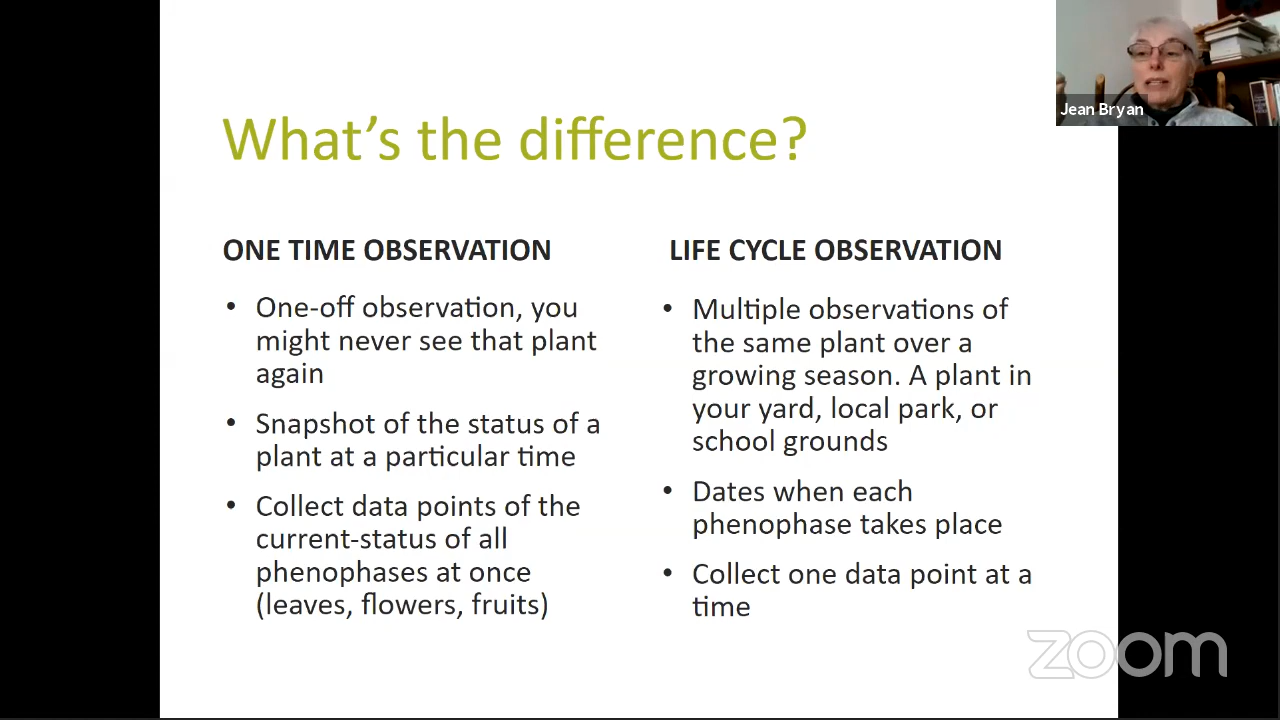 What's the difference?
ONE TIME OBSERVATION
• One-off observation, you
might never see that plant
again
• Snapshot of the status of a
plant at a particular time
• Collect data points of the
current-status of all
phenophases at once
(leaves, flowers, fruits)
LIFE CYCLE OBSERVATION
• Multiple observations of
the same plant over a
growing season. A plant in
your yard, local park, or
school grounds
• Dates when each
phenophase takes place
• Collect one data point at a
time
Jean Bryan
zoom